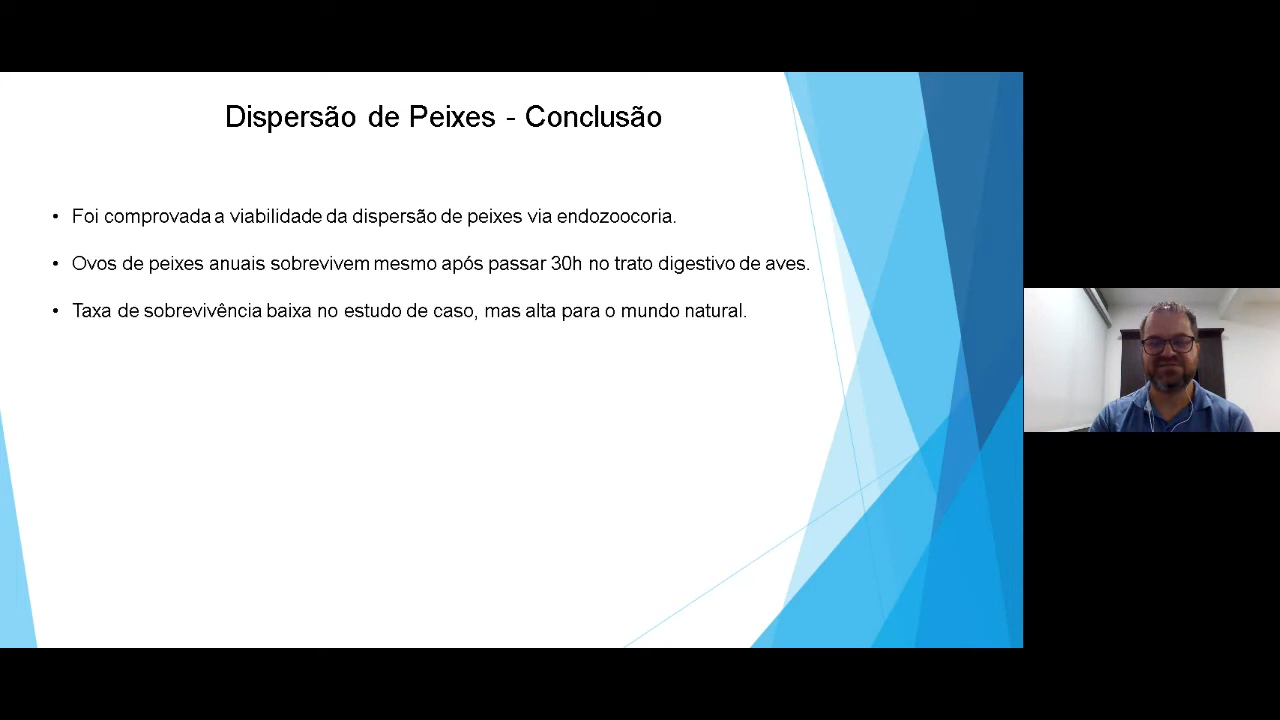 Dispersão de Peixes - Conclusão
• Foi comprovada a viabilidade da dispersão de peixes via endozoocoria.
• Ovos de peixes anuais sobrevivem mesmo após passar 30h no trato digestivo de aves.
• Taxa de sobrevivência baixa no estudo de caso, mas alta para o mundo natural.